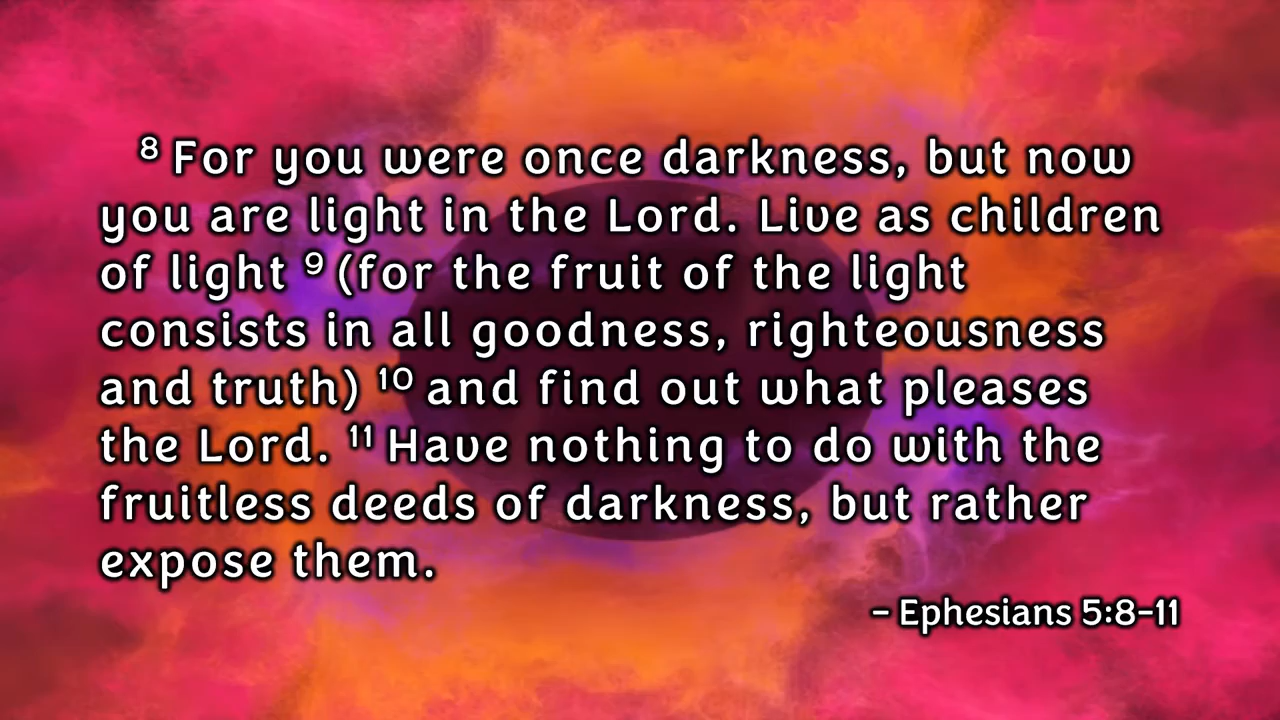 ⁸ For you were once darkness, but now
you are light in the Lord. Live as children
of light ⁹ (for the fruit of the light
consists in all goodness, righteousness
and truth) ¹⁰ and find out what pleases
the Lord. ¹¹ Have nothing to do with the
fruitless deeds of darkness, but rather
expose them.
– Ephesians 5:8–11